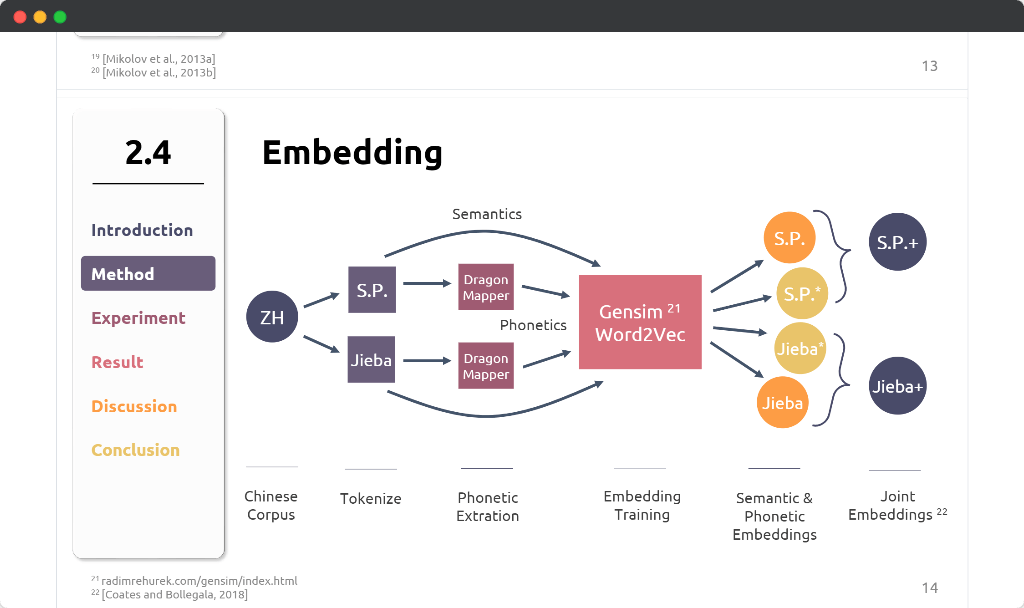 19 [Mikolov et al., 2013a]
20 [Mikolov et al., 2013b]
13
2.4
Introduction
Method
Experiment
Result
Discussion
Conclusion
Embedding
Semantics
ZH
S.P.
Jieba
Dragon
Mapper
Phonetics
Dragon
Mapper
Gensim 21
Word2Vec
S.P.
S.P.*
Jieba*
Jieba
S.P.+
Jieba+
Chinese
Corpus
Tokenize
Phonetic
Extration
Embedding
Training
Semantic &
Phonetic
Embeddings
Joint
Embeddings 22
21 radimrehurek.com/gensim/index.html
22 [Coates and Bollegala, 2018]
14